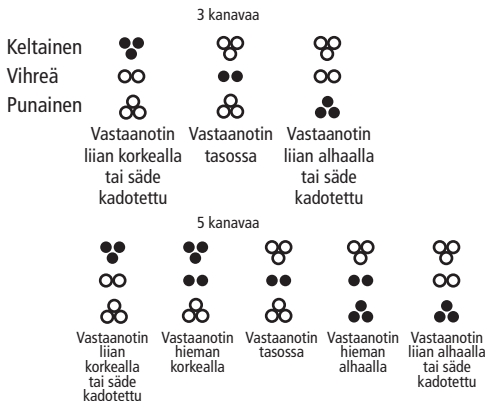 3 kanavaa
Keltainen
Vihreä
Punainen
Vastaanotin
liian korkealla
tai säde
kadotettu
Vastaanotin
tasossa
Vastaanotin
liian alhaalla
tai säde
kadotettu
5 kanavaa
Vastaanotin
liian
korkealla
tai säde
kadotettu
Vastaanotin
hieman
korkealla
Vastaanotin
tasossa
Vastaanotin
hieman
alhaalla
Vastaanotin
liian alhaalla
tai säde
kadotettu